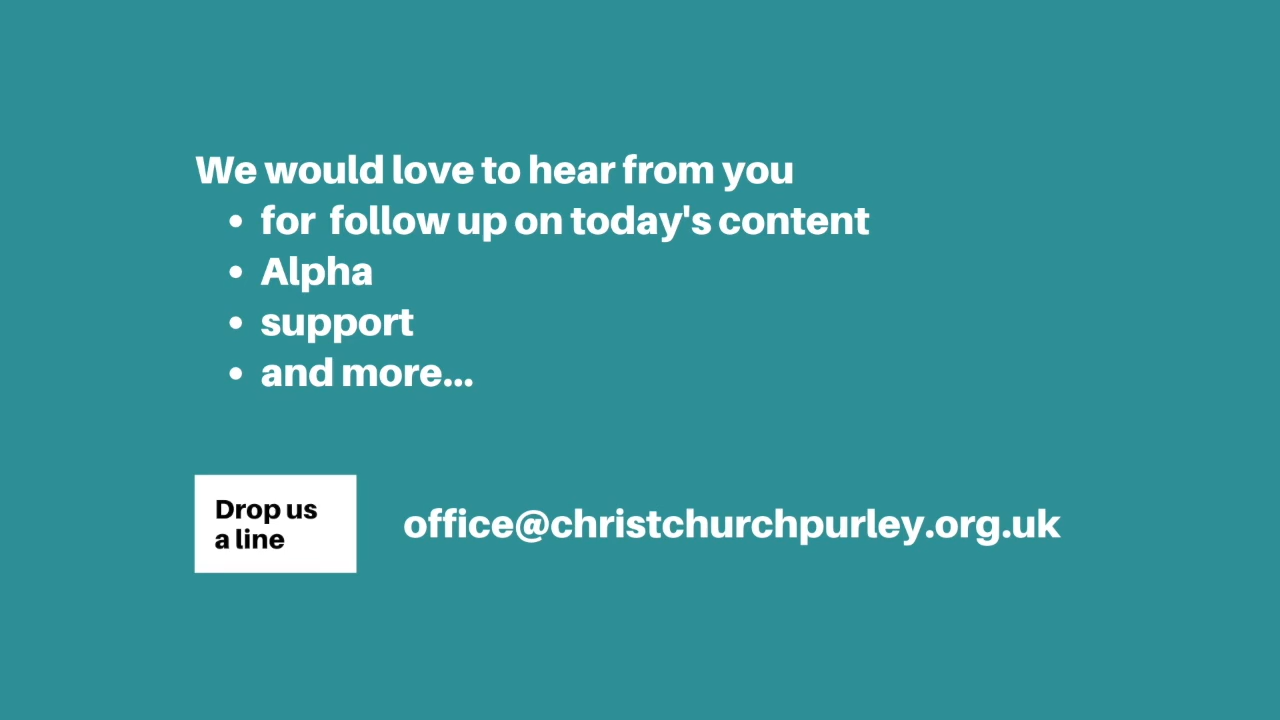 We would love to hear from you
• for  follow up on today's content
• Alpha
• support
• and more...
Drop us
a line
office@christchurchpurley.org.uk